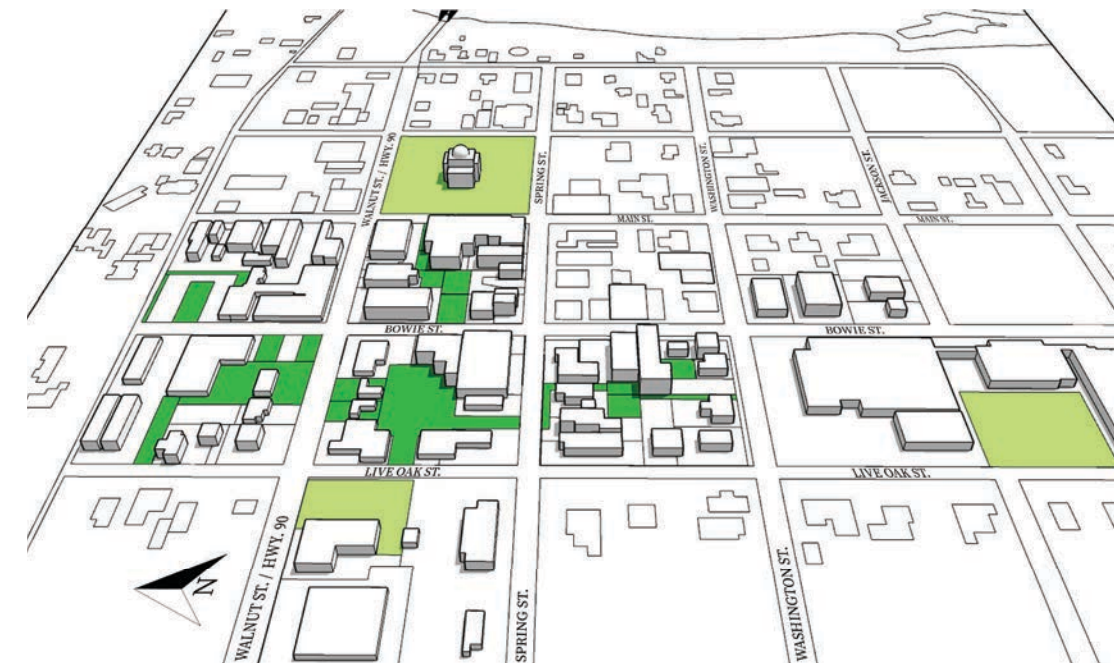 WALNUT ST. / HWY. 90
SPRING ST.
WASHINGTON ST.
JACKSON ST.
MAIN ST.
MAIN ST.
BOWIE ST.
BOWIE ST.
LIVE OAK ST.
LIVE OAK ST.
N
WALNUT ST. / HWY. 90
SPRING ST.
WASHINGTON ST.